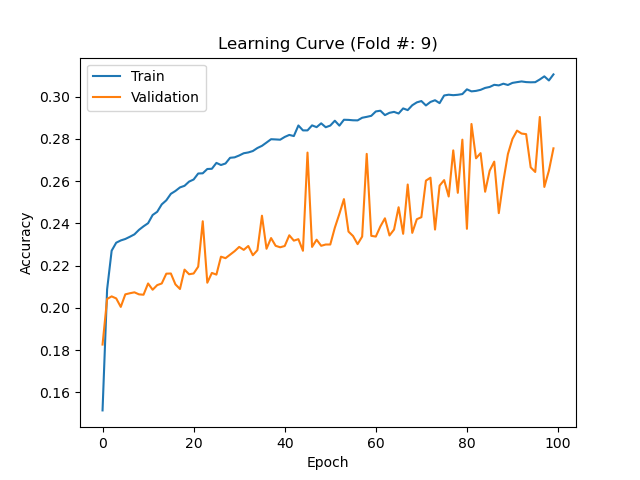 Learning Curve (Fold #: 9)
Train
Validation
0.30
0.28
0.26
0.24
0.22
0.20
0.18
0.16
Accuracy
0 20 40 60 80 100
Epoch